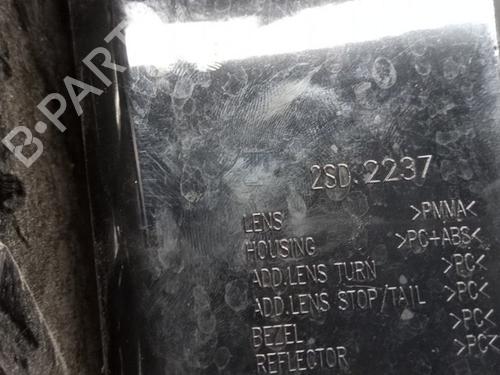 B-PARTS
2SD. 2237
LENS >PMMA<
HOUSING >PC+ABS<
ADD.LENS TURN >PC<
ADD.LENS STOP/TAIL >PC<
BEZEL >PC<
REFLECTOR >PC<